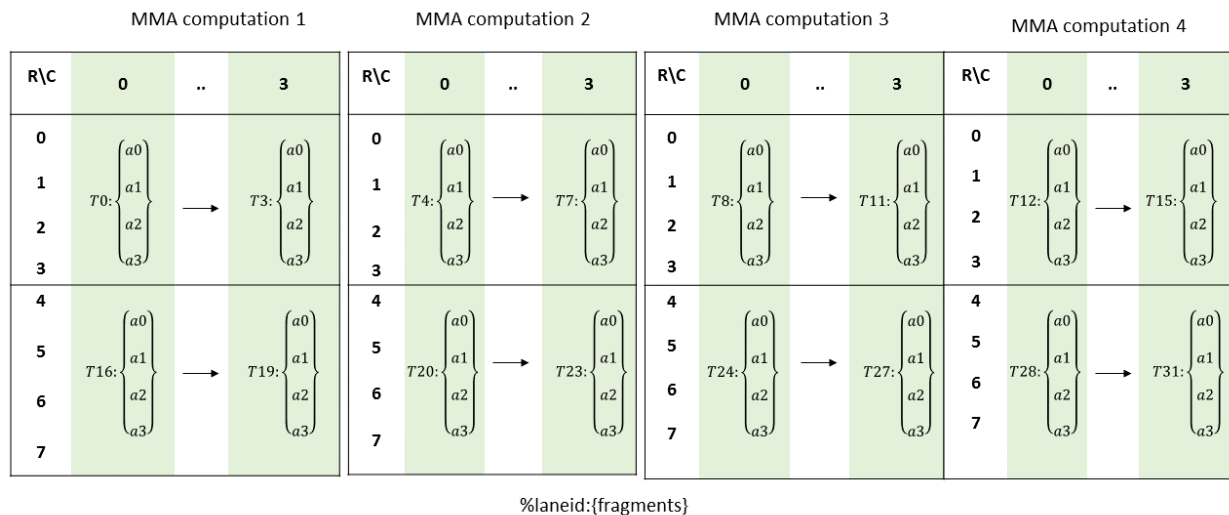 MMA computation 1
R\C 0 .. 3
0
1
2
3
T0: {a0 a1 a2 a3} → T3: {a0 a1 a2 a3}
4
5
6
7
T16: {a0 a1 a2 a3} → T19: {a0 a1 a2 a3}
MMA computation 2
R\C 0 .. 3
0
1
2
3
T4: {a0 a1 a2 a3} → T7: {a0 a1 a2 a3}
4
5
6
7
T20: {a0 a1 a2 a3} → T23: {a0 a1 a2 a3}
MMA computation 3
R\C 0 .. 3
0
1
2
3
T8: {a0 a1 a2 a3} → T11: {a0 a1 a2 a3}
4
5
6
7
T24: {a0 a1 a2 a3} → T27: {a0 a1 a2 a3}
MMA computation 4
R\C 0 .. 3
0
1
2
3
T12: {a0 a1 a2 a3} → T15: {a0 a1 a2 a3}
4
5
6
7
T28: {a0 a1 a2 a3} → T31: {a0 a1 a2 a3}
%laneid:{fragments}